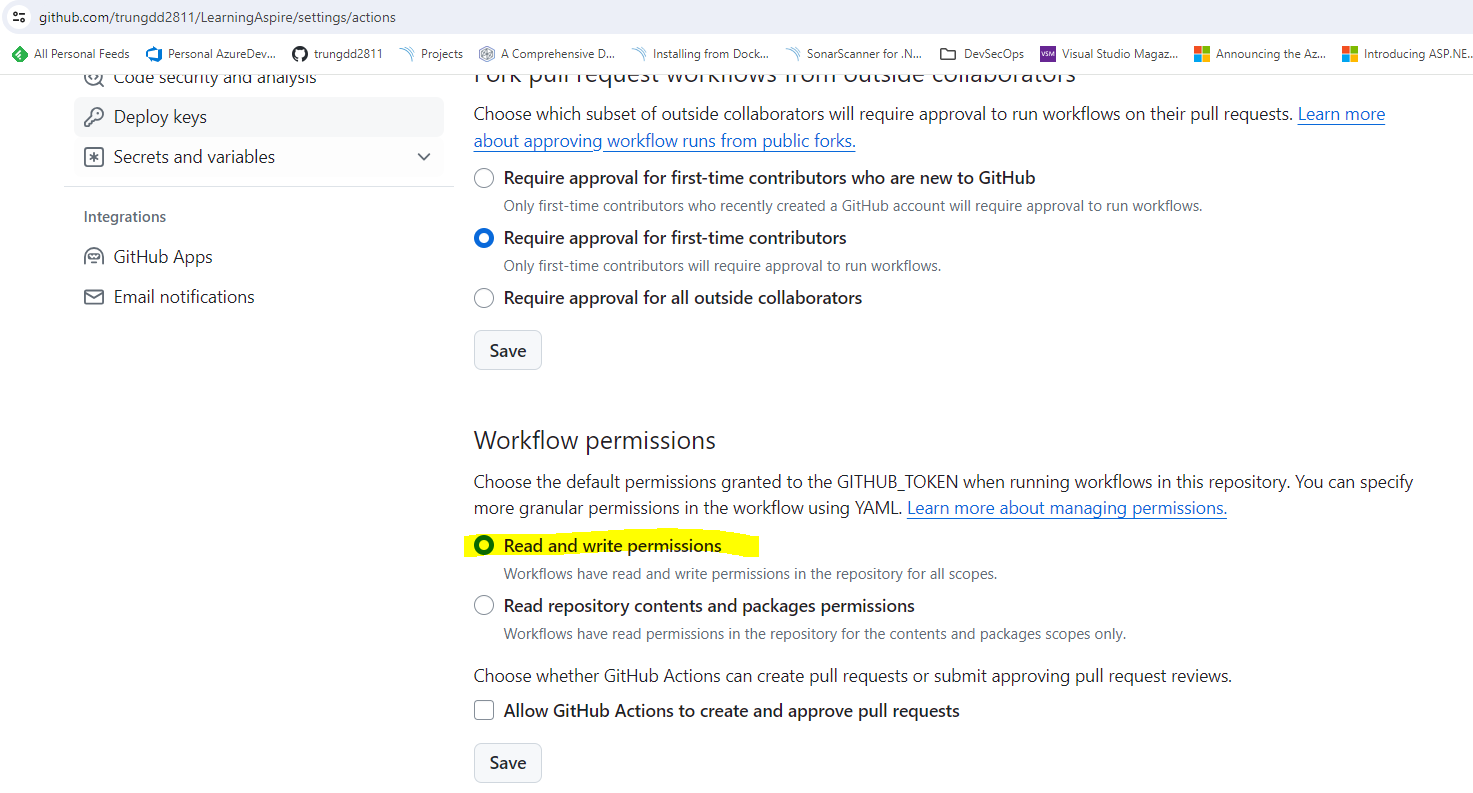 github.com/trungdd2811/LearningAspire/settings/actions
All Personal Feeds
Personal AzureDev...
trungdd2811
Projects
A Comprehensive D...
Installing from Dock...
SonarScanner for .N...
DevSecOps
VSM
Visual Studio Magaz...
Announcing the Az...
Introducing ASP.NE...
Code security and analysis
Deploy keys
Secrets and variables
Integrations
GitHub Apps
Email notifications
Fork pull request workflows from outside collaborators
Choose which subset of outside collaborators will require approval to run workflows on their pull requests. Learn more
about approving workflow runs from public forks.
Require approval for first-time contributors who are new to GitHub
Only first-time contributors who recently created a GitHub account will require approval to run workflows.
Require approval for first-time contributors
Only first-time contributors will require approval to run workflows.
Require approval for all outside collaborators
Save
Workflow permissions
Choose the default permissions granted to the GITHUB_TOKEN when running workflows in this repository. You can specify
more granular permissions in the workflow using YAML. Learn more about managing permissions.
Read and write permissions
Workflows have read and write permissions in the repository for all scopes.
Read repository contents and packages permissions
Workflows have read permissions in the repository for the contents and packages scopes only.
Choose whether GitHub Actions can create pull requests or submit approving pull request reviews.
Allow GitHub Actions to create and approve pull requests
Save